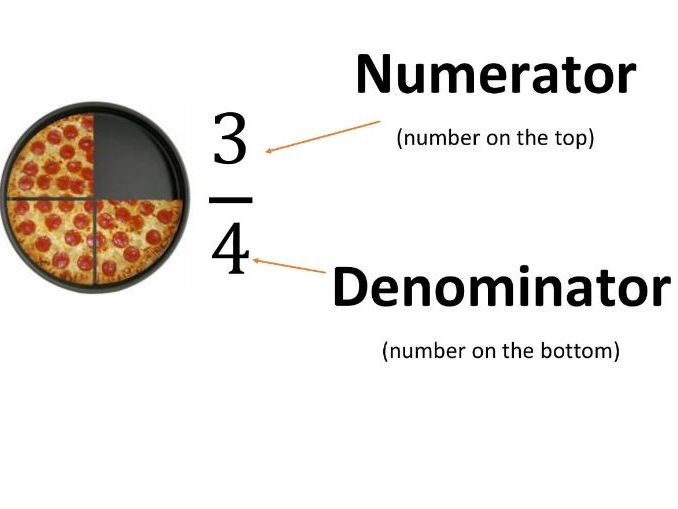 Numerator
3
(number on the top)
4
Denominator
(number on the bottom)